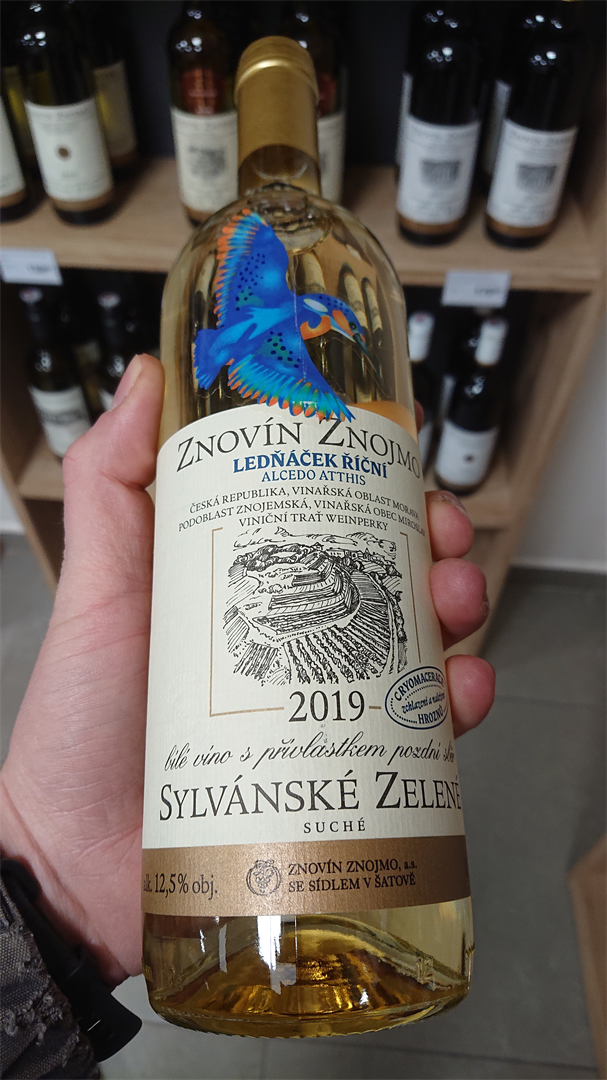 ZNOVÍN ZNOJMO
LEDŇÁČEK ŘÍČNÍ
ALCEDO ATTHIS
ČESKÁ REPUBLIKA, VINAŘSKÁ OBLAST MORAVA
PODOBLAST ZNOJEMSKÁ, VINAŘSKÁ OBEC MIROSLAV
VINIČNÍ TRAŤ WEINPERKY
2019
CRYOMACERACE
zchlazení a
HROZNŮ
bílé víno s přívlastkem pozdní
SYLVÁNSKÉ ZELENÉ
SUCHÉ
alk. 12,5% obj.
ZNOVÍN ZNOJMO, a.s.
SE SÍDLEM V ŠATOVĚ